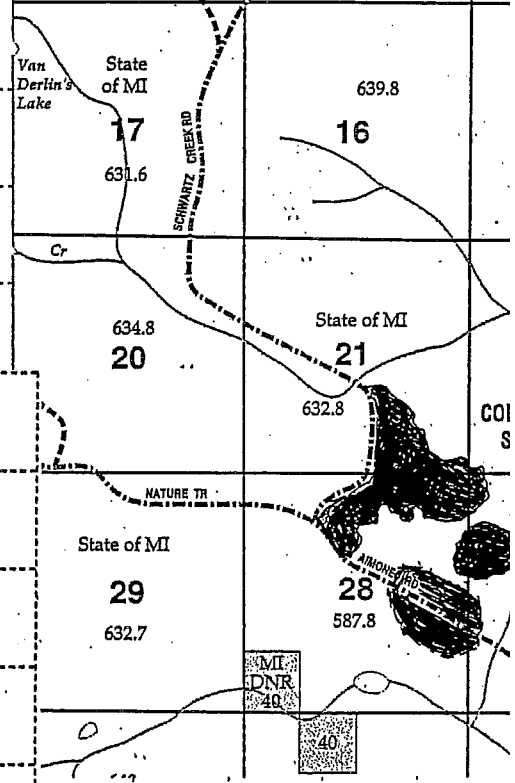 Van
Derlin's
Lake
State
of MI
17
631.6
SCHWARTZ CREEK RD
639.8
16
Cr
634.8
20
State of MI
21
632.8
NATURE TR
State of MI
29
632.7
28
587.8
MI
DNR
40
40